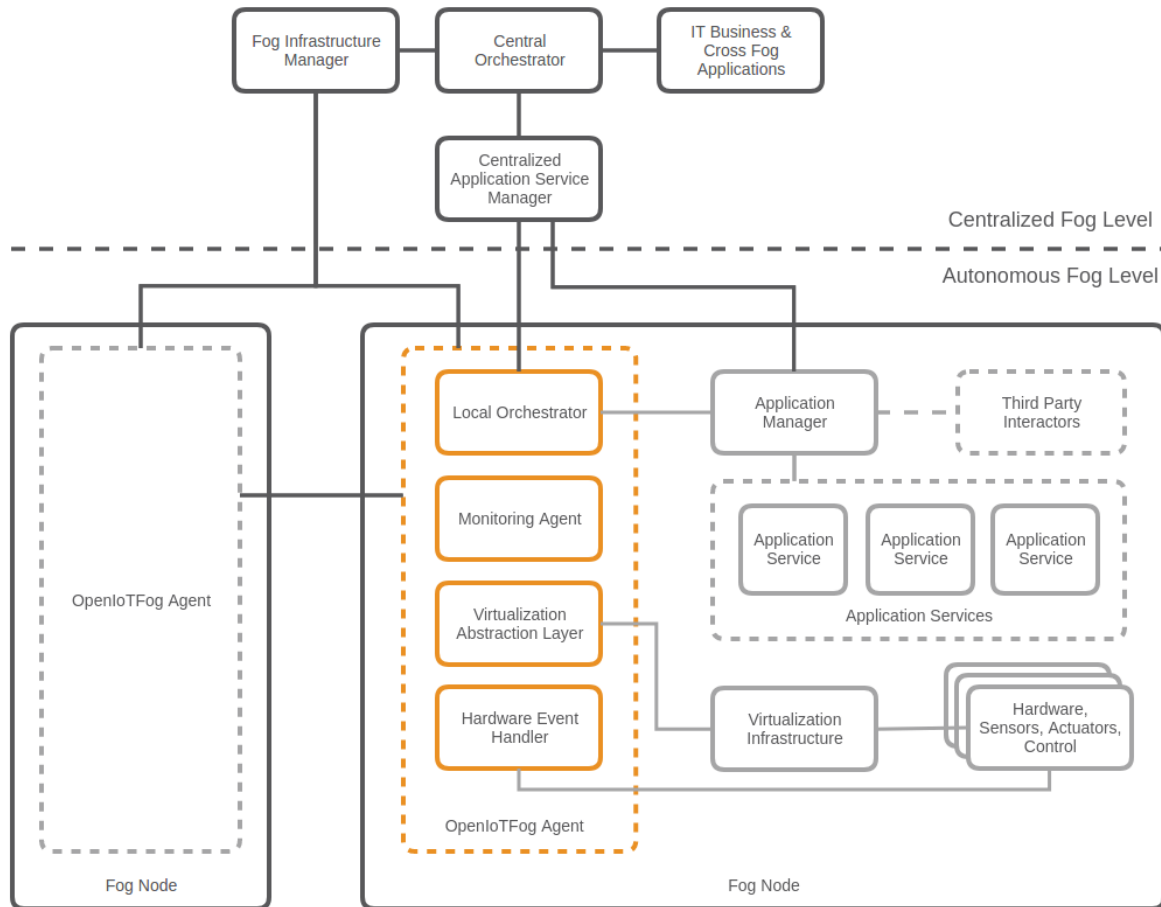 Fog Infrastructure
Manager
Central
Orchestrator
IT Business &
Cross Fog
Applications
Centralized
Application Service
Manager
Centralized Fog Level
Autonomous Fog Level
OpenIoTFog Agent
Fog Node
Local Orchestrator
Monitoring Agent
Virtualization
Abstraction Layer
Hardware Event
Handler
OpenIoTFog Agent
Application
Manager
Third Party
Interactors
Application
Service
Application
Service
Application
Service
Application Services
Virtualization
Infrastructure
Hardware,
Sensors, Actuators,
Control
Fog Node